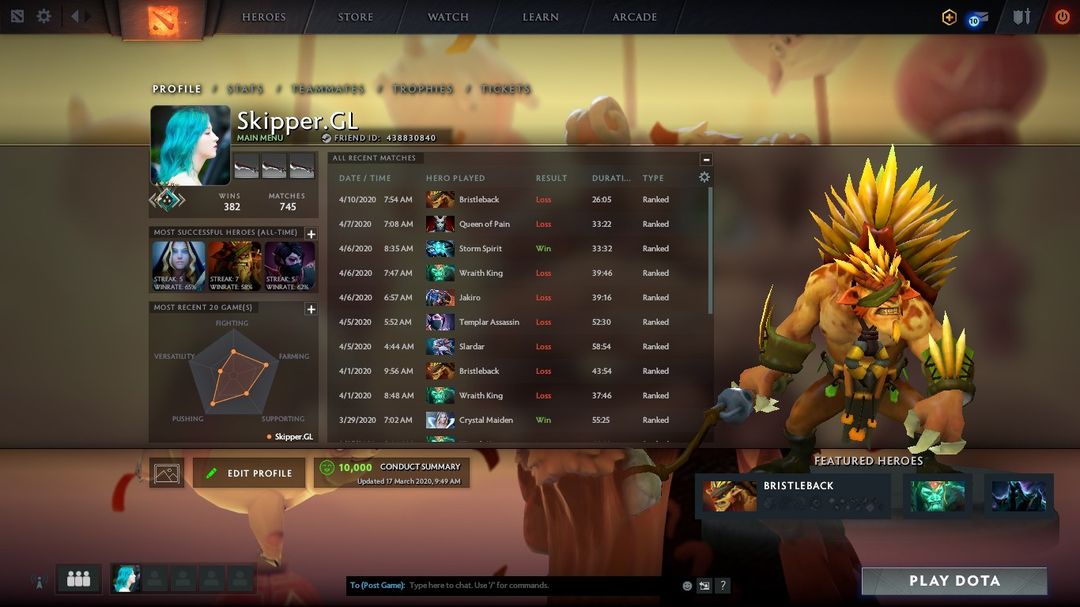 HEROES STORE WATCH LEARN ARCADE
10
PROFILE / STATS / TEAMMATES / TROPHIES / TICKETS
Skipper.GL
MAIN MENU FRIEND ID: 438830840
WINS MATCHES
382 745
MOST SUCCESSFUL HEROES (ALL-TIME)
STREAK: 5 STREAK: 7 STREAK: 5
WINRATE: 65% WINRATE: 58% WINRATE: 62%
MOST RECENT 20 GAME(S)
FIGHTING
VERSATILITY FARMING
PUSHING SUPPORTING
Skipper.GL
ALL RECENT MATCHES
DATE / TIME HERO PLAYED RESULT DURATI... TYPE
4/10/2020 7:54 AM Bristleback Loss 26:05 Ranked
4/7/2020 7:08 AM Queen of Pain Loss 33:22 Ranked
4/6/2020 8:35 AM Storm Spirit Win 33:32 Ranked
4/6/2020 7:47 AM Wraith King Loss 39:46 Ranked
4/6/2020 6:57 AM Jakiro Loss 39:16 Ranked
4/5/2020 5:52 AM Templar Assassin Loss 52:30 Ranked
4/5/2020 4:44 AM Slardar Loss 58:54 Ranked
4/1/2020 9:56 AM Bristleback Loss 43:54 Ranked
4/1/2020 8:48 AM Wraith King Loss 37:46 Ranked
3/29/2020 7:02 AM Crystal Maiden Win 55:25 Ranked
EDIT PROFILE
10,000 CONDUCT SUMMARY
Updated 17 March 2020, 9:49 AM
FEATURED HEROES
BRISTLEBACK
To (Post Game): Type here to chat. Use '/' for commands.
?
PLAY DOTA